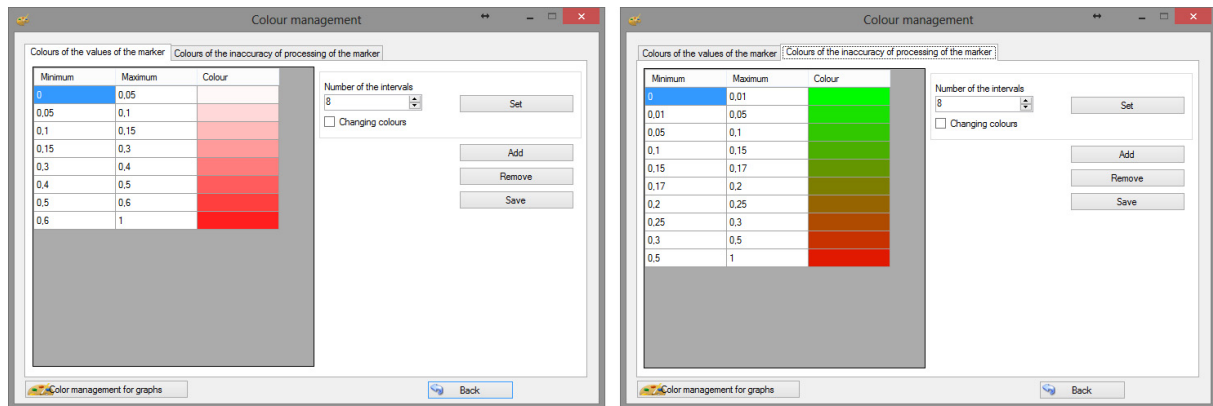 Colour management
Colours of the values of the marker Colours of the inaccuracy of processing of the marker
Minimum Maximum Colour
0 0,05
0,05 0,1
0,1 0,15
0,15 0,3
0,3 0,4
0,4 0,5
0,5 0,6
0,6 1
Number of the intervals
8 Set
Changing colours
Add
Remove
Save
Color management for graphs Back
Colour management
Colours of the values of the marker Colours of the inaccuracy of processing of the marker
Minimum Maximum Colour
0 0,01
0,01 0,05
0,05 0,1
0,1 0,15
0,15 0,17
0,17 0,2
0,2 0,25
0,25 0,3
0,3 0,5
0,5 1
Number of the intervals
8 Set
Changing colours
Add
Remove
Save
Color management for graphs Back